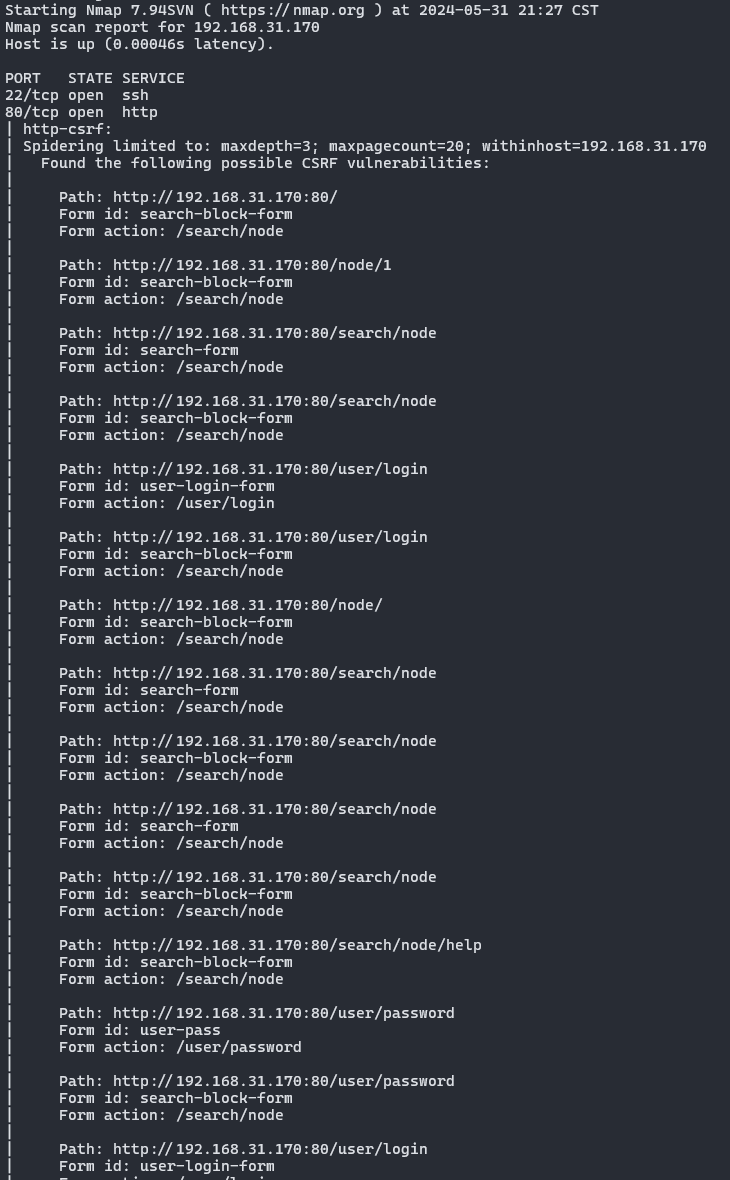 Starting Nmap 7.94SVN ( https://nmap.org ) at 2024-05-31 21:27 CST
Nmap scan report for 192.168.31.170
Host is up (0.00046s latency).
PORT   STATE SERVICE
22/tcp open  ssh
80/tcp open  http
| http-csrf:
| Spidering limited to: maxdepth=3; maxpagecount=20; withinhost=192.168.31.170
|   Found the following possible CSRF vulnerabilities:
|
|     Path: http://192.168.31.170:80/
|     Form id: search-block-form
|     Form action: /search/node
|
|     Path: http://192.168.31.170:80/node/1
|     Form id: search-block-form
|     Form action: /search/node
|
|     Path: http://192.168.31.170:80/search/node
|     Form id: search-form
|     Form action: /search/node
|
|     Path: http://192.168.31.170:80/search/node
|     Form id: search-block-form
|     Form action: /search/node
|
|     Path: http://192.168.31.170:80/user/login
|     Form id: user-login-form
|     Form action: /user/login
|
|     Path: http://192.168.31.170:80/user/login
|     Form id: search-block-form
|     Form action: /search/node
|
|     Path: http://192.168.31.170:80/node/
|     Form id: search-block-form
|     Form action: /search/node
|
|     Path: http://192.168.31.170:80/search/node
|     Form id: search-form
|     Form action: /search/node
|
|     Path: http://192.168.31.170:80/search/node
|     Form id: search-block-form
|     Form action: /search/node
|
|     Path: http://192.168.31.170:80/search/node
|     Form id: search-form
|     Form action: /search/node
|
|     Path: http://192.168.31.170:80/search/node
|     Form id: search-block-form
|     Form action: /search/node
|
|     Path: http://192.168.31.170:80/search/node/help
|     Form id: search-block-form
|     Form action: /search/node
|
|     Path: http://192.168.31.170:80/user/password
|     Form id: user-pass
|     Form action: /user/password
|
|     Path: http://192.168.31.170:80/user/password
|     Form id: search-block-form
|     Form action: /search/node
|
|     Path: http://192.168.31.170:80/user/login
|     Form id: user-login-form